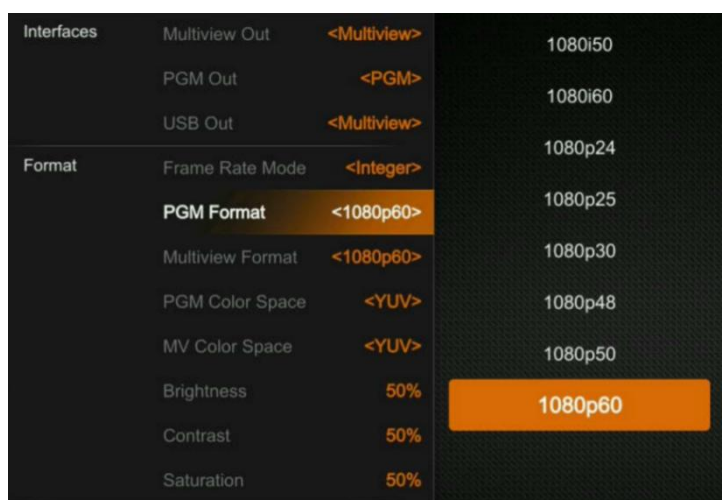 Interfaces Multiview Out <Multiview>
PGM Out <PGM>
USB Out <Multiview>
Format Frame Rate Mode <Integer>
PGM Format <1080p60>
Multiview Format <1080p60>
PGM Color Space <YUV>
MV Color Space <YUV>
Brightness 50%
Contrast 50%
Saturation 50%
1080i50
1080i60
1080p24
1080p25
1080p30
1080p48
1080p50
1080p60